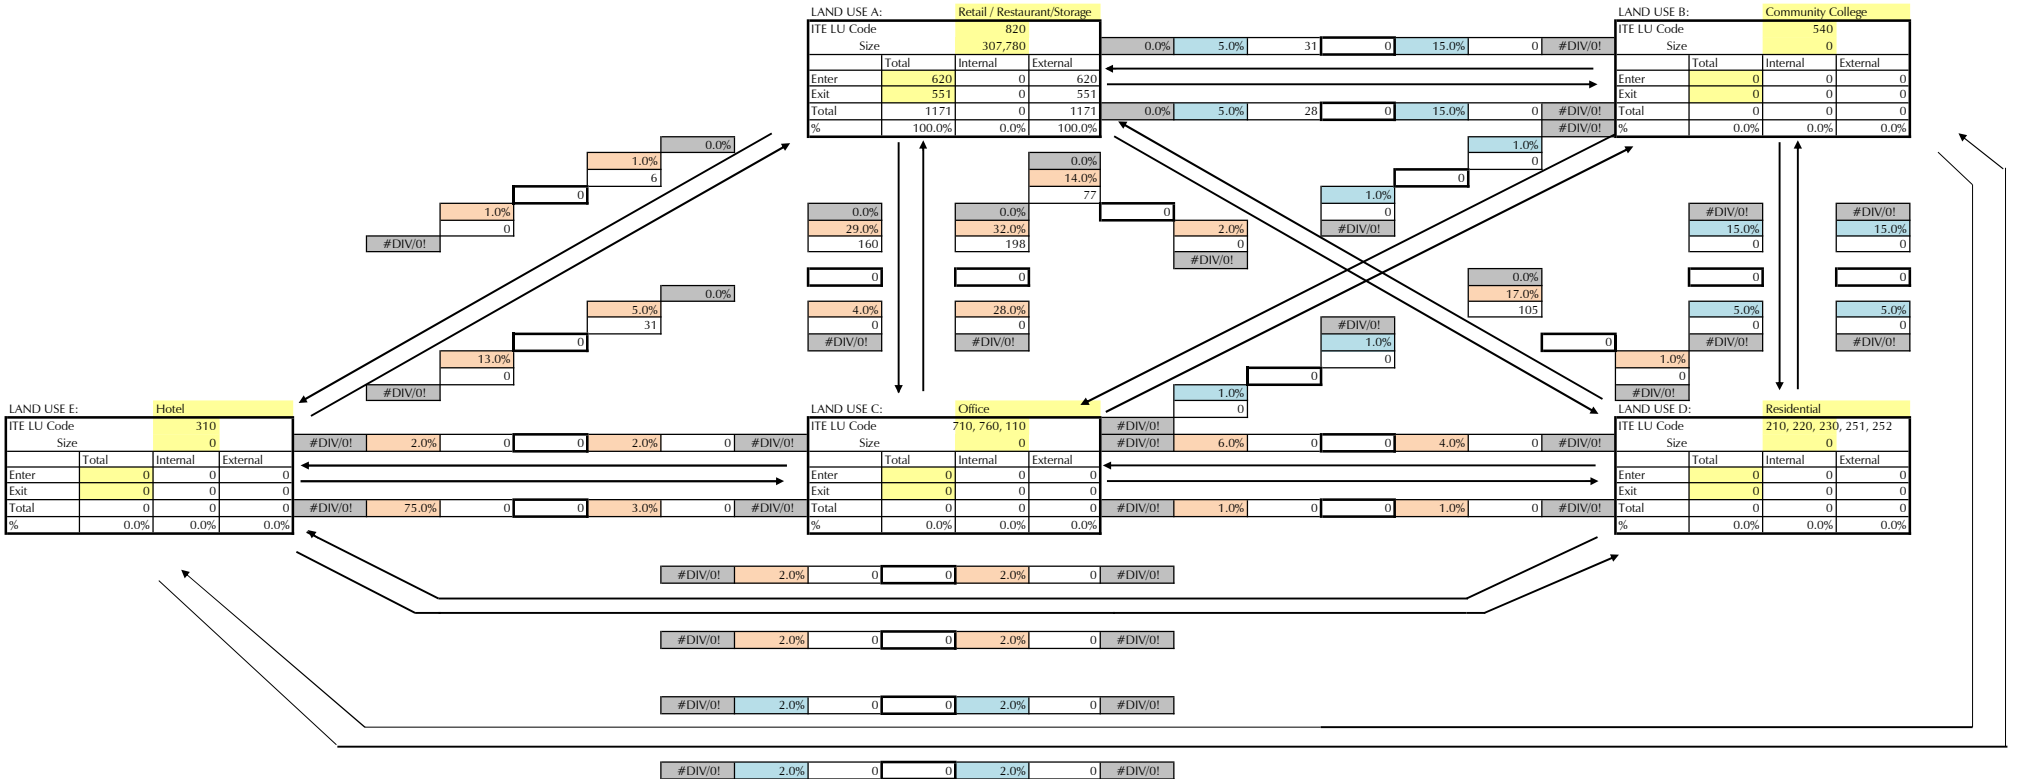 LAND USE A: Retail / Restaurant/Storage LAND USE B: Community College
ITE LU Code 820 ITE LU Code 540
Size 307,780 0.0% 5.0% 31 0 15.0% 0 #DIV/0! Size 0
Total Internal External Total Internal External
Enter 620 0 620 Enter 0 0 0
Exit 551 0 551 Exit 0 0 0
Total 1171 0 1171 0.0% 5.0% 28 0 15.0% 0 #DIV/0! Total 0 0 0
% 100.0% 0.0% 100.0% #DIV/0! % 0.0% 0.0% 0.0%
0.0% 1.0%
1.0% 0.0% 0
6 14.0% 0
0 77 1.0%
1.0% 0.0% 0.0% 0 0 #DIV/0! #DIV/0!
0 29.0% 32.0% 2.0% #DIV/0! 15.0% 15.0%
#DIV/0! 160 198 0 0 0
#DIV/0!
0 0 0.0% 0 0
0.0% 17.0%
5.0% 4.0% 28.0% 105 5.0% 5.0%
31 0 0 #DIV/0! 0 0
0 #DIV/0! #DIV/0! 1.0% 0 #DIV/0! #DIV/0!
13.0% 0 1.0%
0 0 0
#DIV/0! 1.0% #DIV/0!
LAND USE E: Hotel LAND USE C: Office 0 LAND USE D: Residential
ITE LU Code 310 ITE LU Code 710, 760, 110 #DIV/0! ITE LU Code 210, 220, 230, 251, 252
Size 0 #DIV/0! 2.0% 0 0 2.0% 0 #DIV/0! Size 0 #DIV/0! 6.0% 0 0 4.0% 0 #DIV/0! Size 0
Total Internal External Total Internal External Total Internal External
Enter 0 0 0 Enter 0 0 0 Enter 0 0 0
Exit 0 0 0 Exit 0 0 0 Exit 0 0 0
Total 0 0 0 #DIV/0! 75.0% 0 0 3.0% 0 #DIV/0! Total 0 0 0 #DIV/0! 1.0% 0 0 1.0% 0 #DIV/0! Total 0 0 0
% 0.0% 0.0% 0.0% % 0.0% 0.0% 0.0% % 0.0% 0.0% 0.0%
#DIV/0! 2.0% 0 0 2.0% 0 #DIV/0!
#DIV/0! 2.0% 0 0 2.0% 0 #DIV/0!
#DIV/0! 2.0% 0 0 2.0% 0 #DIV/0!
#DIV/0! 2.0% 0 0 2.0% 0 #DIV/0!